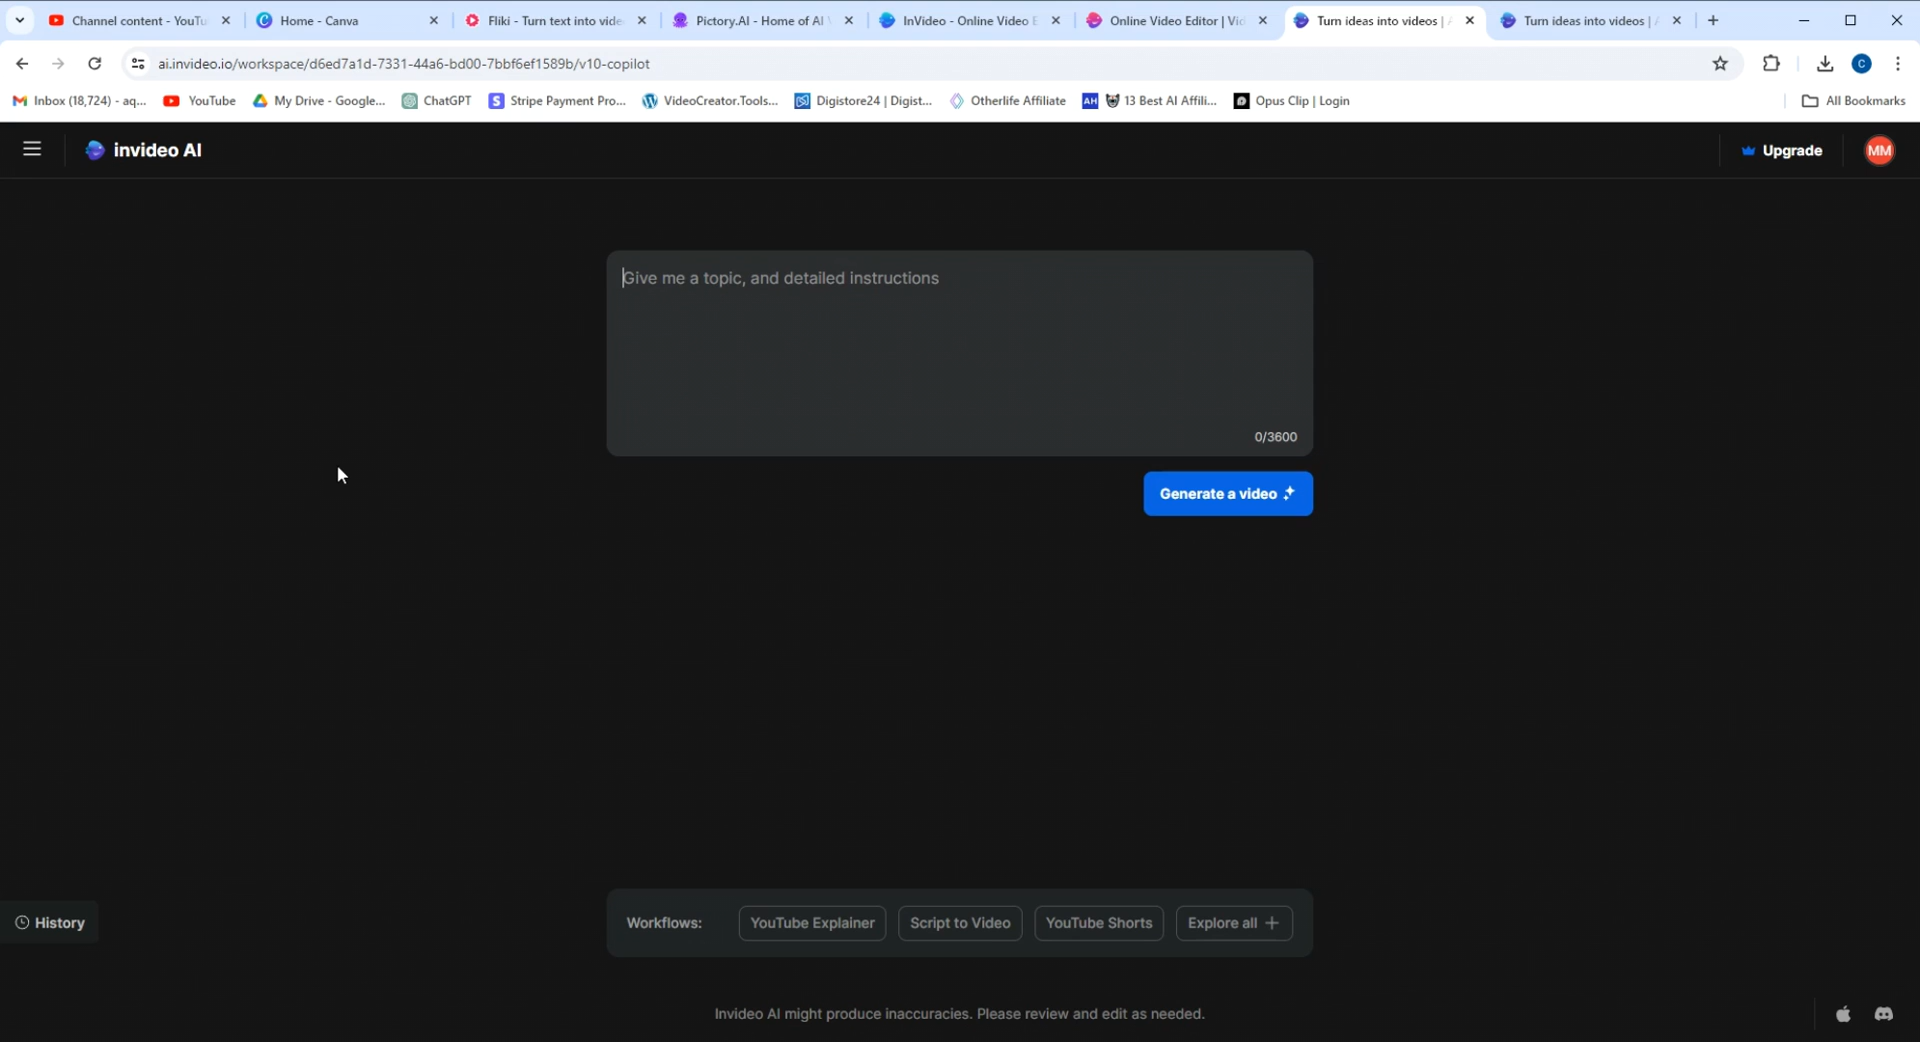 Channel content - YouTu
Home - Canva
Fliki - Turn text into vide
Pictory.AI - Home of AI
InVideo - Online Video E
Online Video Editor | Vid
Turn ideas into videos | A
Turn ideas into videos | A
ai.invideo.io/workspace/d6ed7a1d-7331-44a6-bd00-7bbf6ef1589b/v10-copilot
C
Inbox (18,724) - aq...
YouTube
My Drive - Google...
ChatGPT
S
Stripe Payment Pro...
VideoCreator.Tools...
Digistore24 | Digist...
Otherlife Affiliate
AH
13 Best AI Affili...
Opus Clip | Login
All Bookmarks
invideo AI
Upgrade
MM
Give me a topic, and detailed instructions
0/3600
Generate a video
History
Workflows:
YouTube Explainer
Script to Video
YouTube Shorts
Explore all +
Invideo AI might produce inaccuracies. Please review and edit as needed.